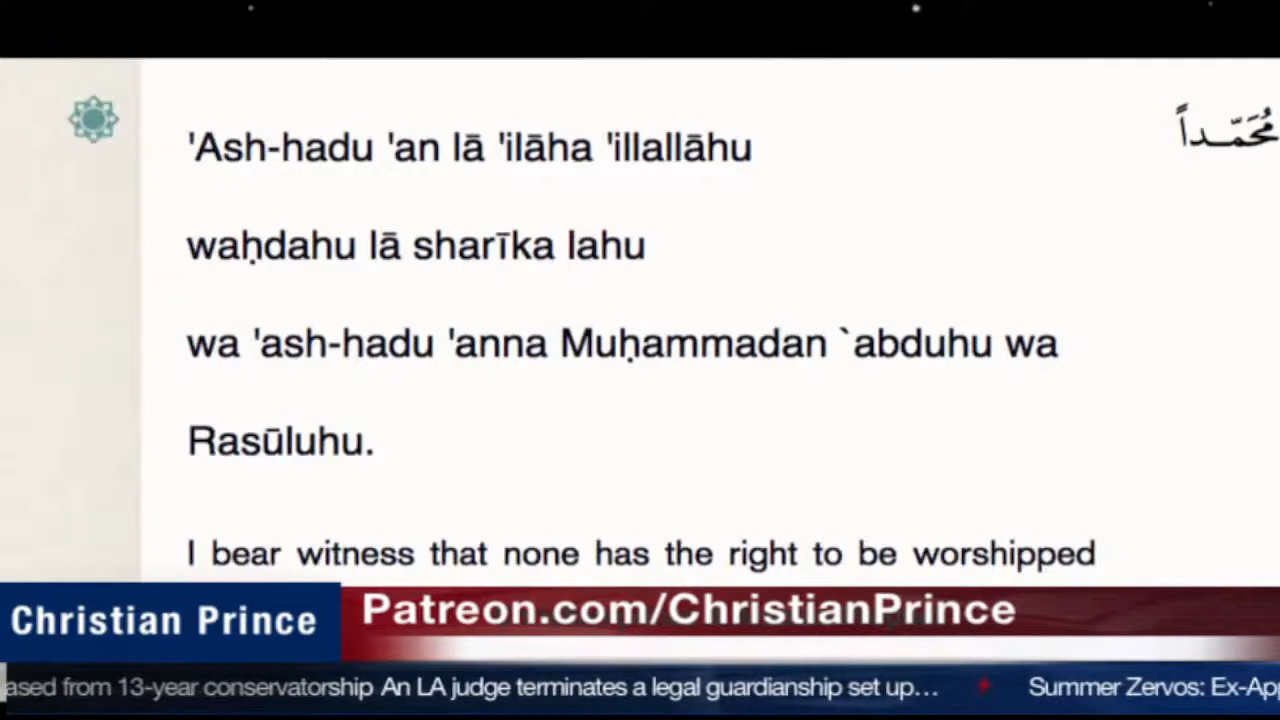 'Ash-hadu 'an lā 'ilāha 'illallāhu
مُحَمَّداً
waḥdahu lā sharīka lahu
wa 'ash-hadu 'anna Muḥammadan `abduhu wa
Rasūluhu.
I bear witness that none has the right to be worshipped
Christian Prince
Patreon.com/ChristianPrince
ased from 13-year conservatorship An LA judge terminates a legal guardianship set up… Summer Zervos: Ex-App